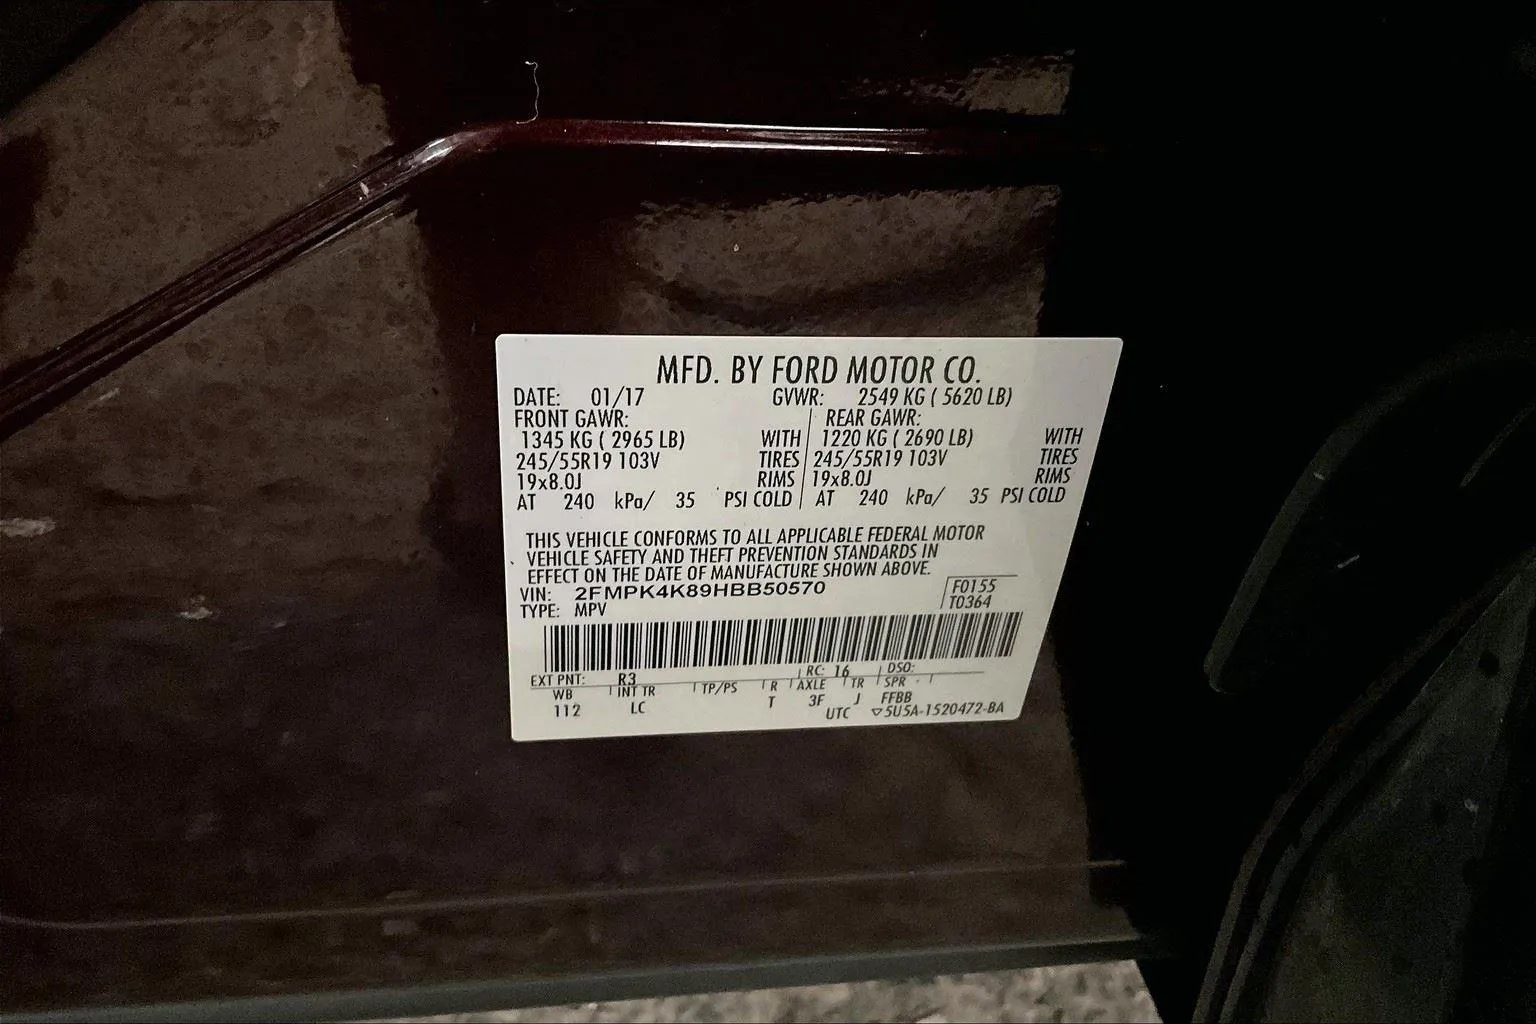 MFD. BY FORD MOTOR CO.
DATE: 01/17 GVWR: 2549 KG ( 5620 LB)
FRONT GAWR: REAR GAWR:
1345 KG ( 2965 LB) WITH 1220 KG ( 2690 LB) WITH
245/55R19 103V TIRES 245/55R19 103V TIRES
19x8.0J RIMS 19x8.0J RIMS
AT 240 kPa/ 35 PSI COLD AT 240 kPa/ 35 PSI COLD
THIS VEHICLE CONFORMS TO ALL APPLICABLE FEDERAL MOTOR
VEHICLE SAFETY AND THEFT PREVENTION STANDARDS IN
EFFECT ON THE DATE OF MANUFACTURE SHOWN ABOVE.
VIN: 2FMPK4K89HBB50570 F0155
TYPE: MPV T0364
EXT PNT: R3 RC: 16 DSO:
WB INT TR TP/PS R AXLE TR SPR
112 LC T 3F J FFBB
UTC ▽5U5A-1520472-BA